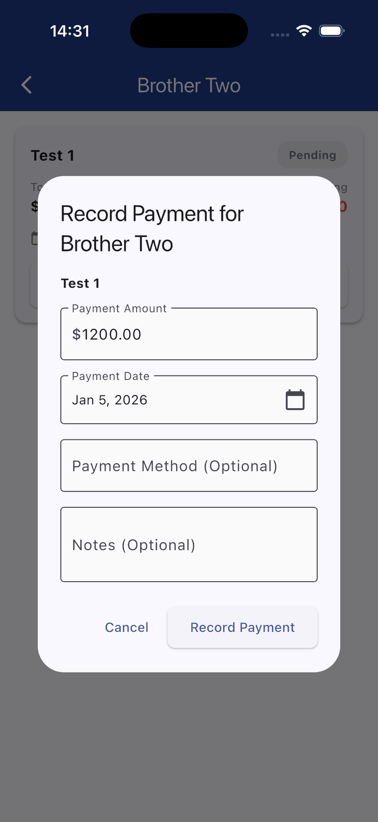 14:31
Brother Two
Test 1
Pending
Record Payment for
Brother Two
Test 1
Payment Amount
$1200.00
Payment Date
Jan 5, 2026
Payment Method (Optional)
Notes (Optional)
Cancel
Record Payment